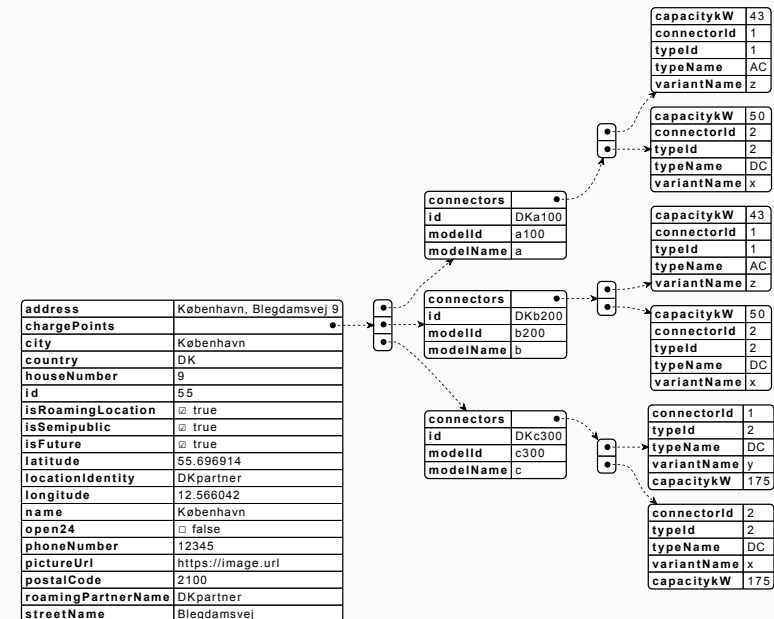 capacitykW 43
connectorId 1
typeId 1
typeName AC
variantName z
capacitykW 50
connectorId 2
typeId 2
typeName DC
variantName x
connectors
id DKa100
modelId a100
modelName a
capacitykW 43
connectorId 1
typeId 1
typeName AC
variantName z
connectors
id DKb200
modelId b200
modelName b
capacitykW 50
connectorId 2
typeId 2
typeName DC
variantName x
address København, Blegdamsvej 9
chargePoints
city København
country DK
houseNumber 9
id 55
isRoamingLocation ☑ true
isSemipublic ☑ true
isFuture ☑ true
latitude 55.696914
locationIdentity DKpartner
longitude 12.566042
name København
open24 ☐ false
phoneNumber 12345
pictureUrl https://image.url
postalCode 2100
roamingPartnerName DKpartner
streetName Blegdamsvej
connectors
id DKc300
modelId c300
modelName c
connectorId 1
typeId 2
typeName DC
variantName y
capacitykW 175
connectorId 2
typeId 2
typeName DC
variantName x
capacitykW 175